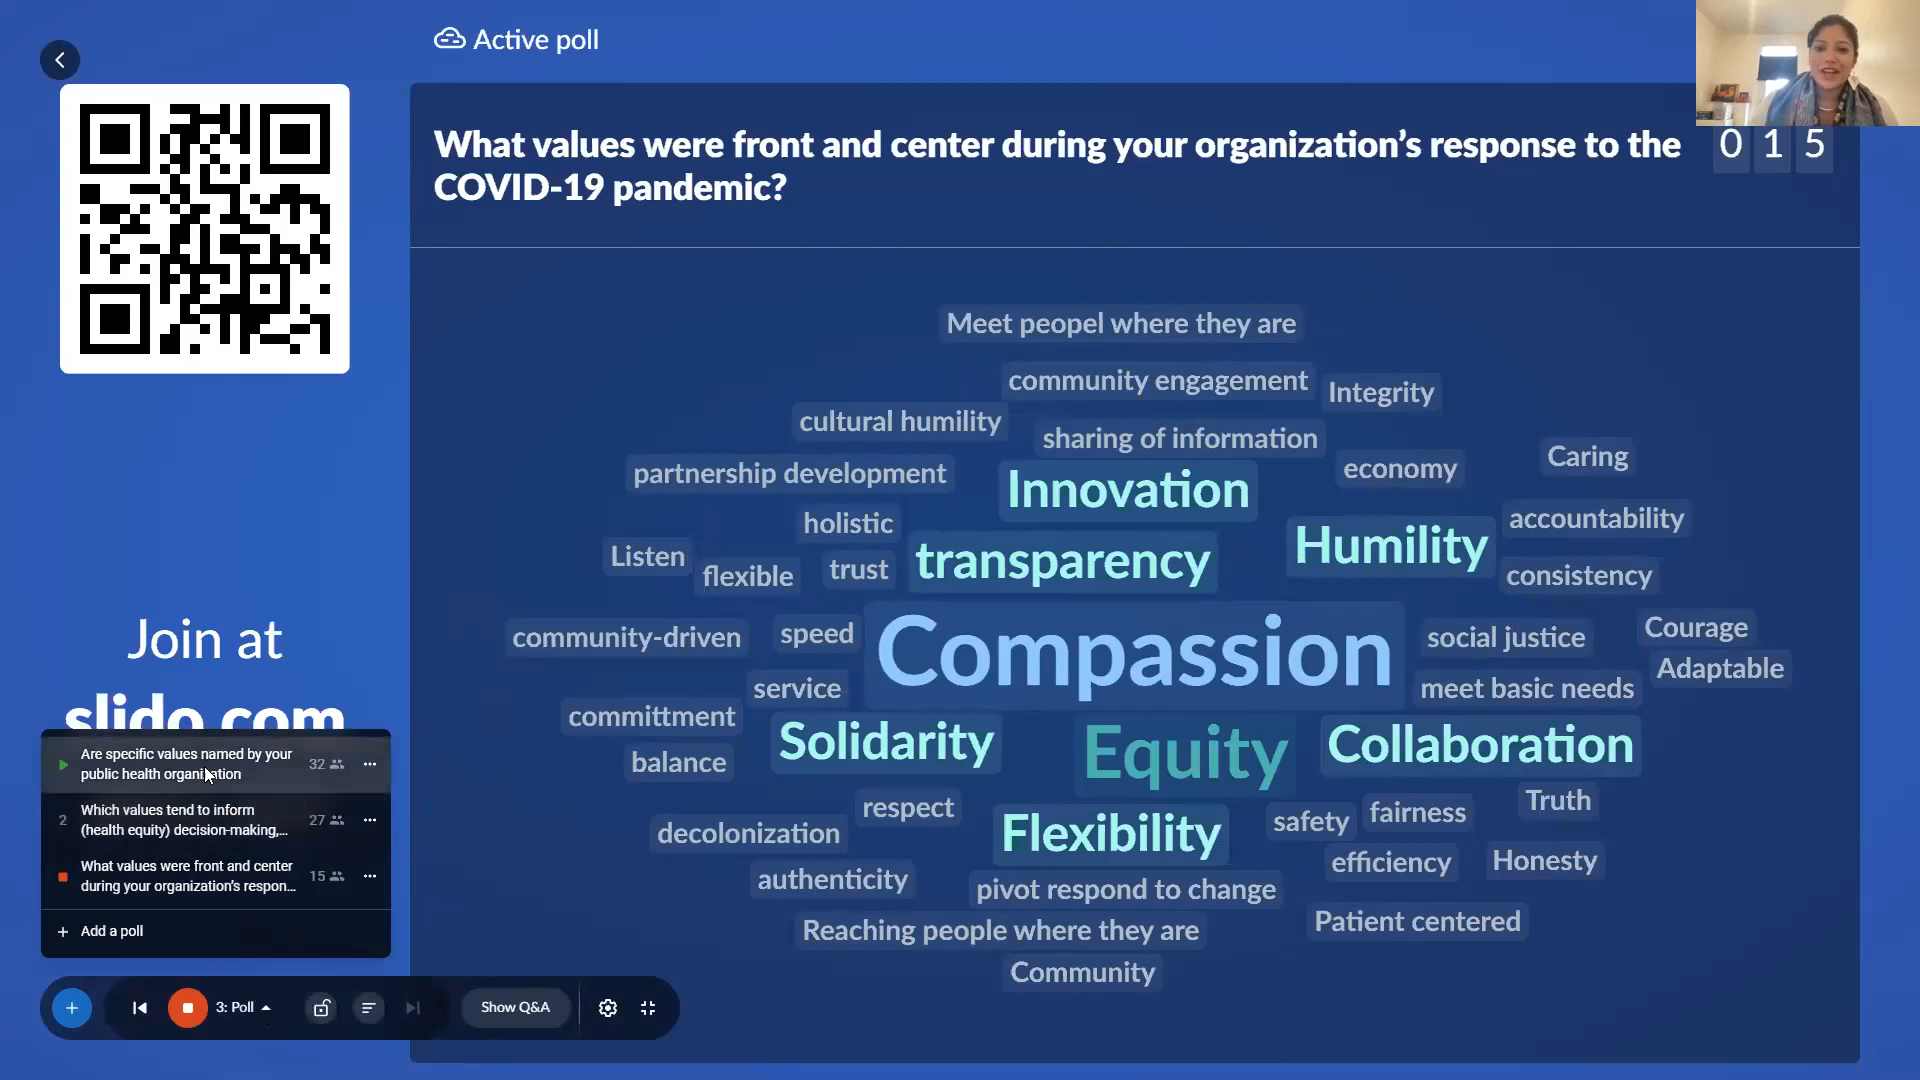 Active poll
What values were front and center during your organization's response to the
COVID-19 pandemic?
0 1 5
Meet peopel where they are
community engagement
Integrity
cultural humility
sharing of information
Caring
partnership development
Innovation
economy
holistic
Humility
accountability
Listen
flexible
trust
transparency
consistency
community-driven
speed
Compassion
social justice
Courage
Adaptable
service
meet basic needs
committment
Solidarity
Equity
Collaboration
balance
respect
Truth
decolonization
Flexibility
safety
fairness
authenticity
pivot respond to change
efficiency
Honesty
Reaching people where they are
Patient centered
Community
Join at
slido.com
Are specific values named by your
public health organization
32
2
Which values tend to inform
(health equity) decision-making,...
27
What values were front and center
during your organization's respon...
15
+ Add a poll
3: Poll
Show Q&A